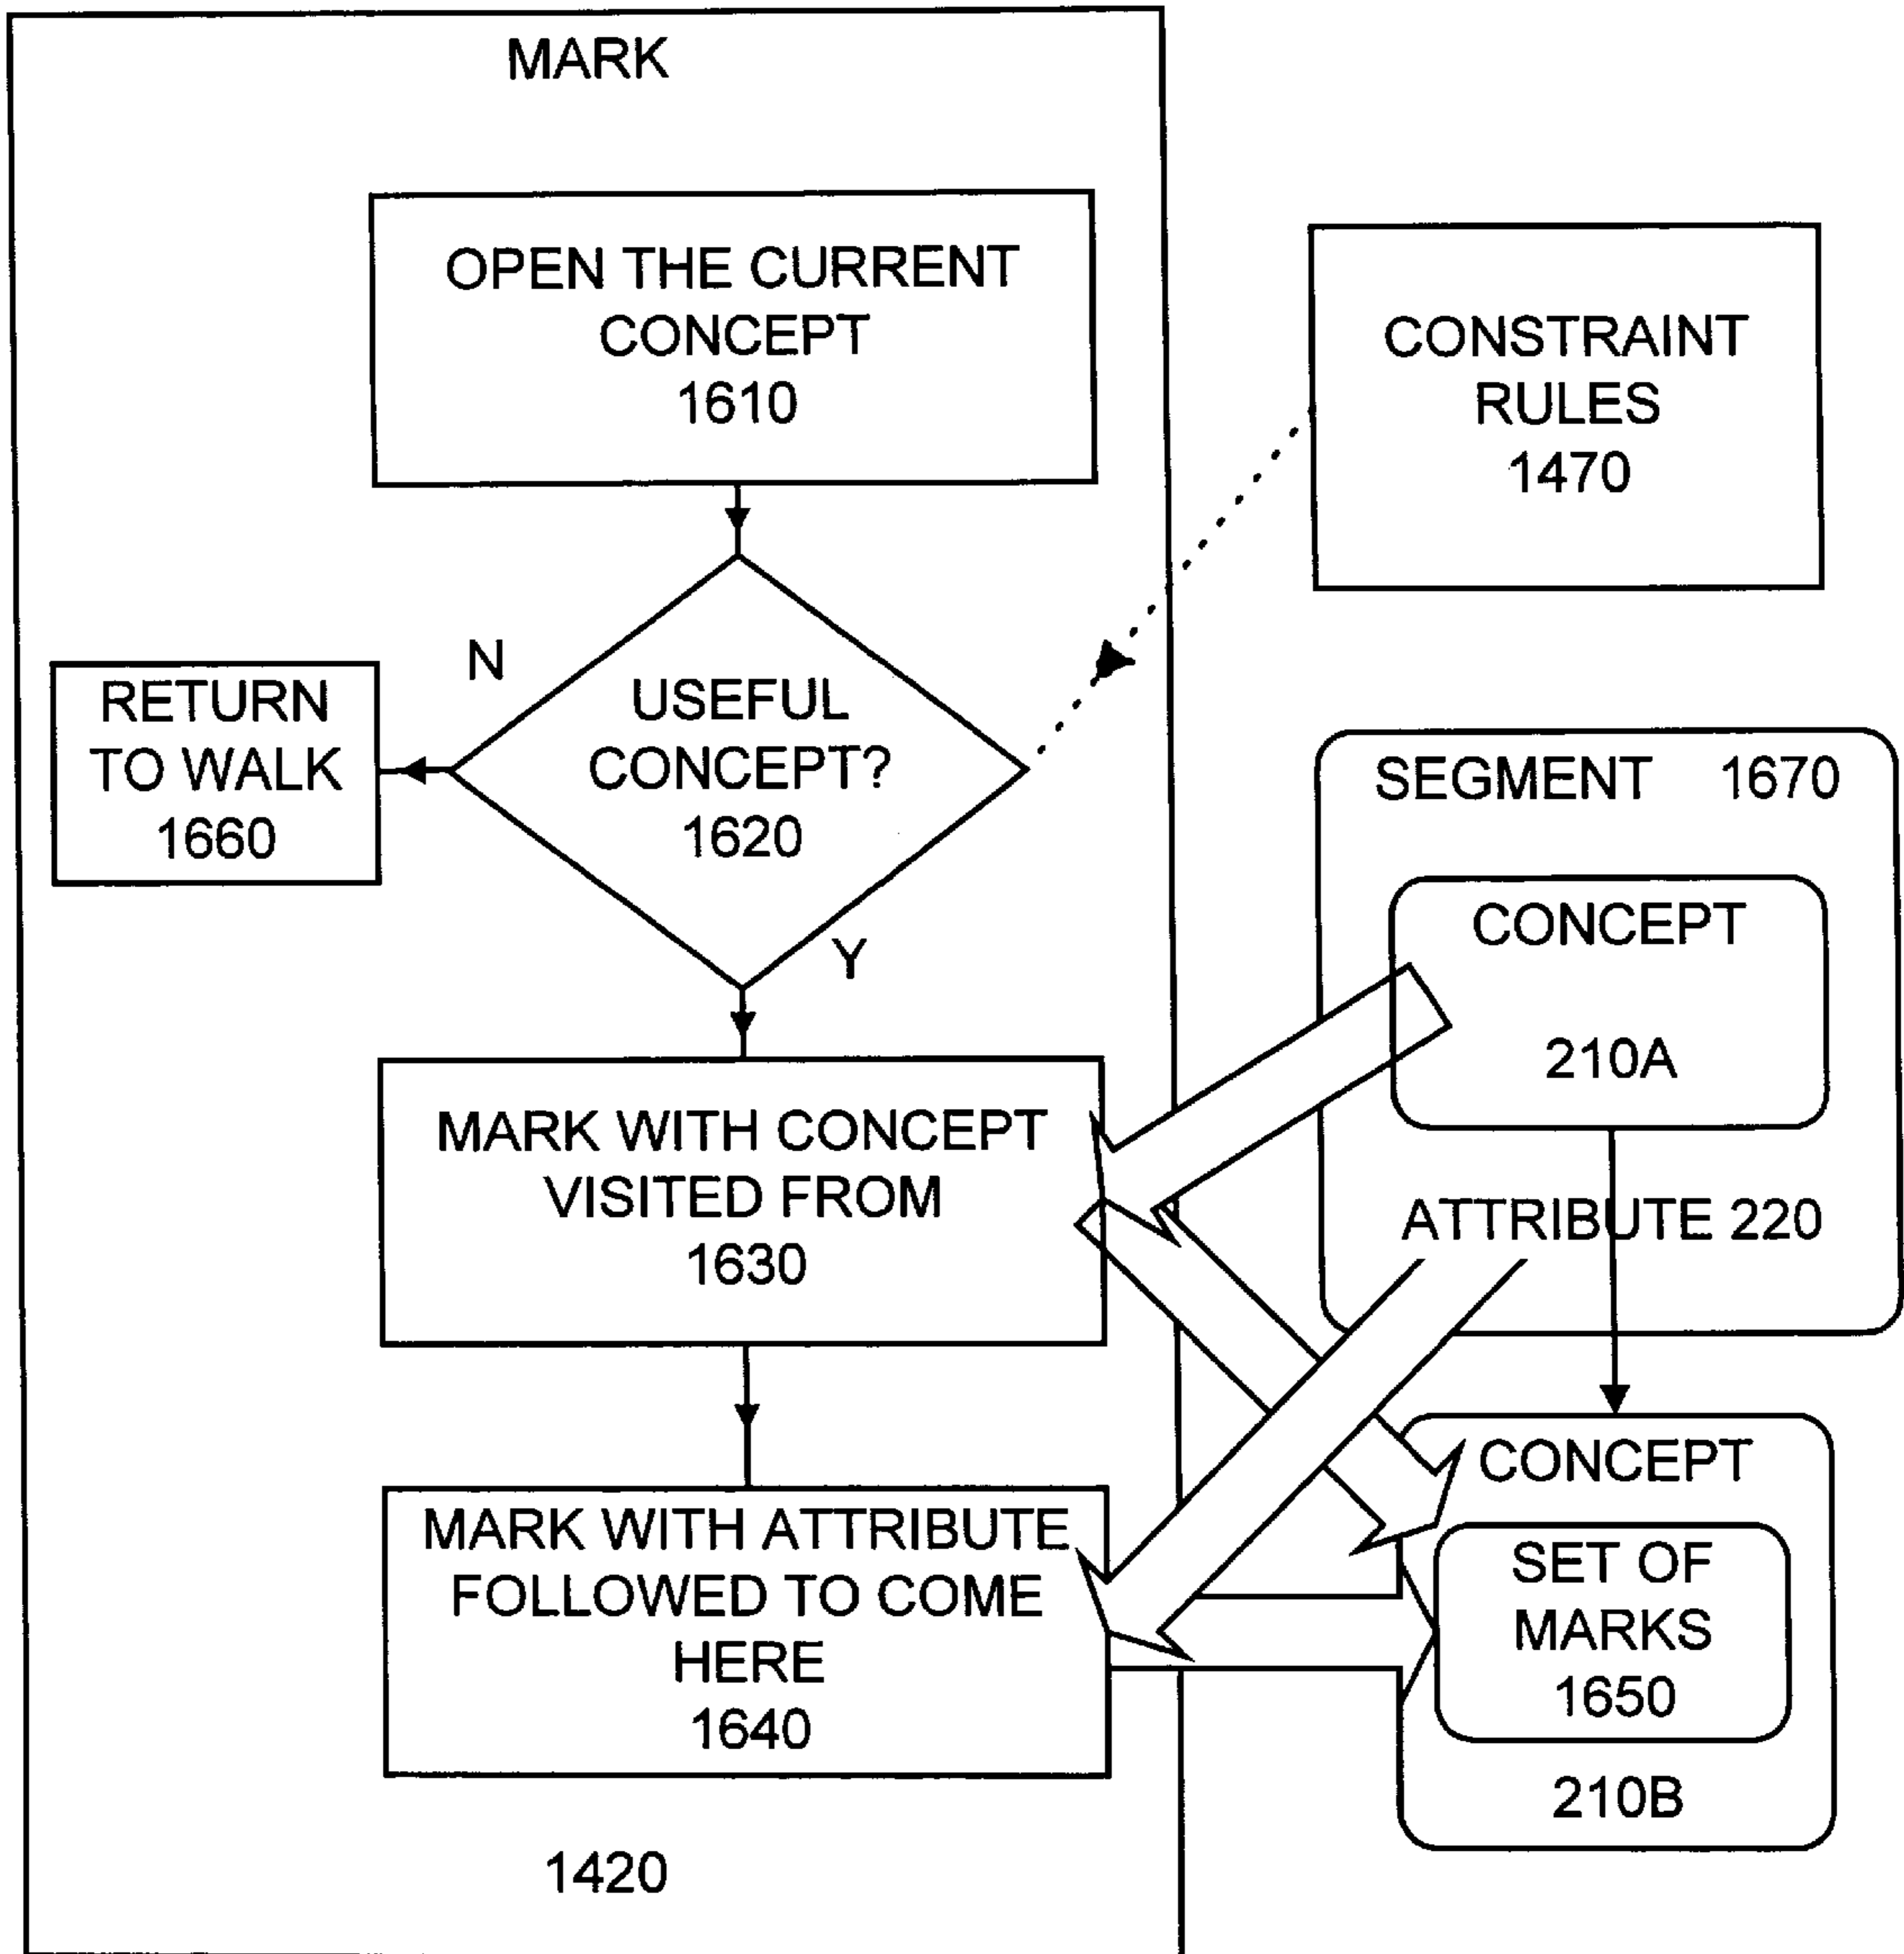 MARK
OPEN THE CURRENT
CONCEPT
1610
CONSTRAINT
RULES
1470
N
RETURN
TO WALK
1660
USEFUL
CONCEPT?
1620
Y
SEGMENT 1670
CONCEPT
210A
ATTRIBUTE 220
MARK WITH CONCEPT
VISITED FROM
1630
MARK WITH ATTRIBUTE
FOLLOWED TO COME
HERE
1640
CONCEPT
SET OF
MARKS
1650
210B
1420